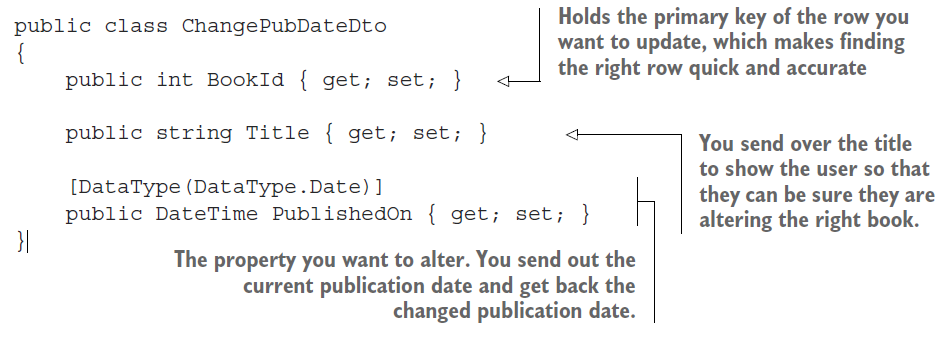 public class ChangePubDateDto
{
public int BookId { get; set; }
public string Title { get; set; }
[DataType(DataType.Date)]
public DateTime PublishedOn { get; set; }
}
Holds the primary key of the row you
want to update, which makes finding
the right row quick and accurate
You send over the title
to show the user so that
they can be sure they are
altering the right book.
The property you want to alter. You send out the
current publication date and get back the
changed publication date.